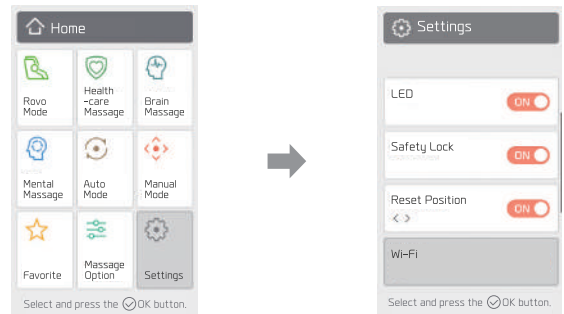 Home
Rovo
Mode
Health
-care
Massage
Brain
Massage
Mental
Massage
Auto
Mode
Manual
Mode
Favorite
Massage
Option
Settings
Select and press the OK button.
Settings
LED
ON
Safety Lock
ON
Reset Position
ON
< >
Wi-Fi
Select and press the OK button.